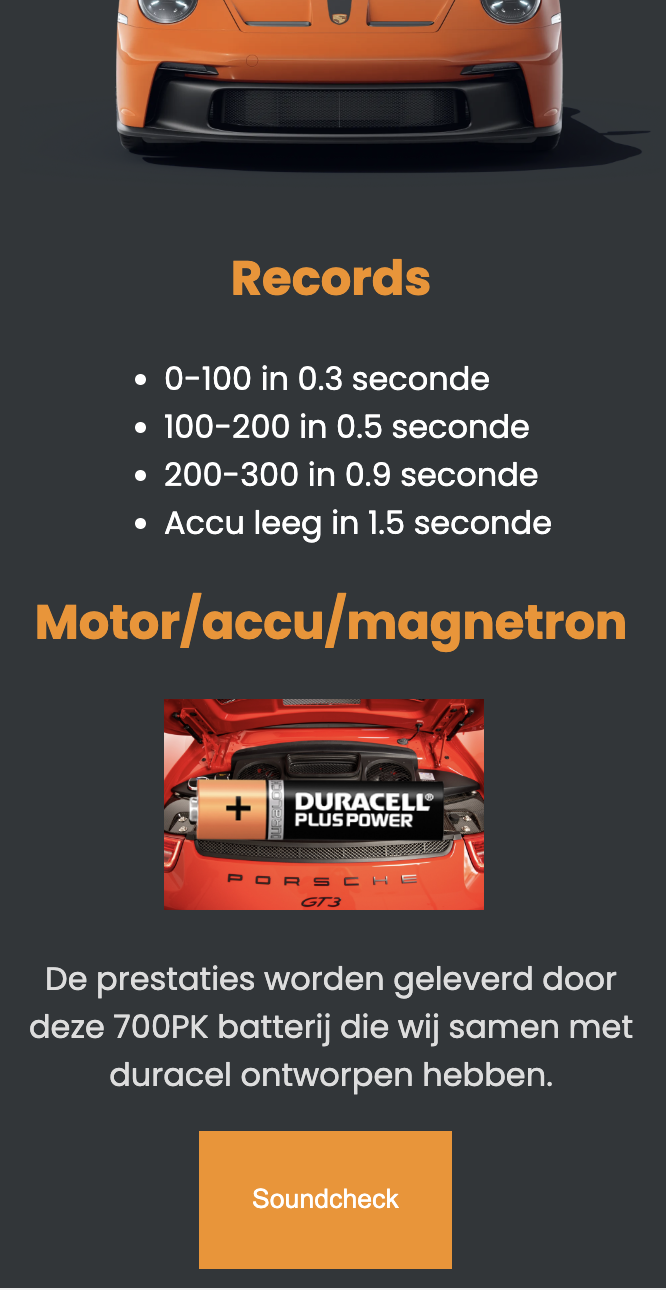 Records
0-100 in 0.3 seconde
100-200 in 0.5 seconde
200-300 in 0.9 seconde
Accu leeg in 1.5 seconde
Motor/accu/magnetron
DURALOCK
DURACELL®
PLUS POWER
PORSCHE
GT3
De prestaties worden geleverd door
deze 700PK batterij die wij samen met
duracel ontworpen hebben.
Soundcheck